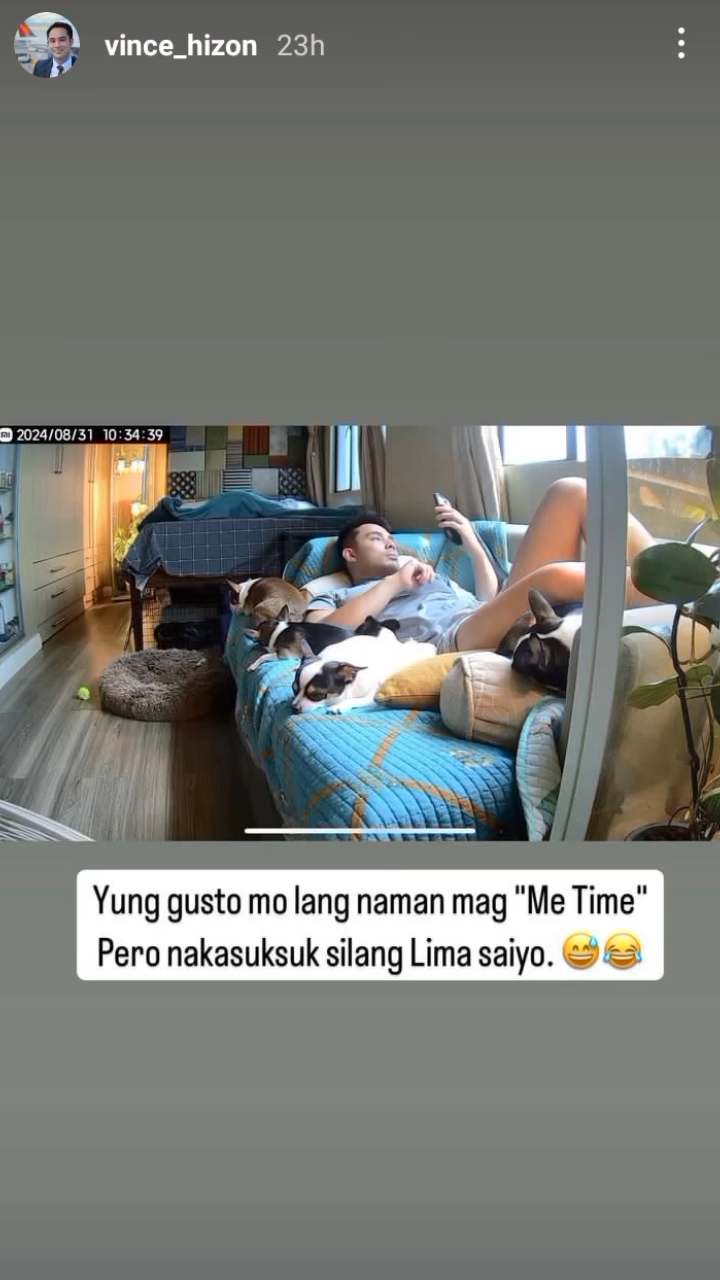 vince_hizon 23h
2024/08/31 10:34:39
Yung gusto mo lang naman mag "Me Time"
Pero nakasuksuk silang Lima saiyo. 😅😂